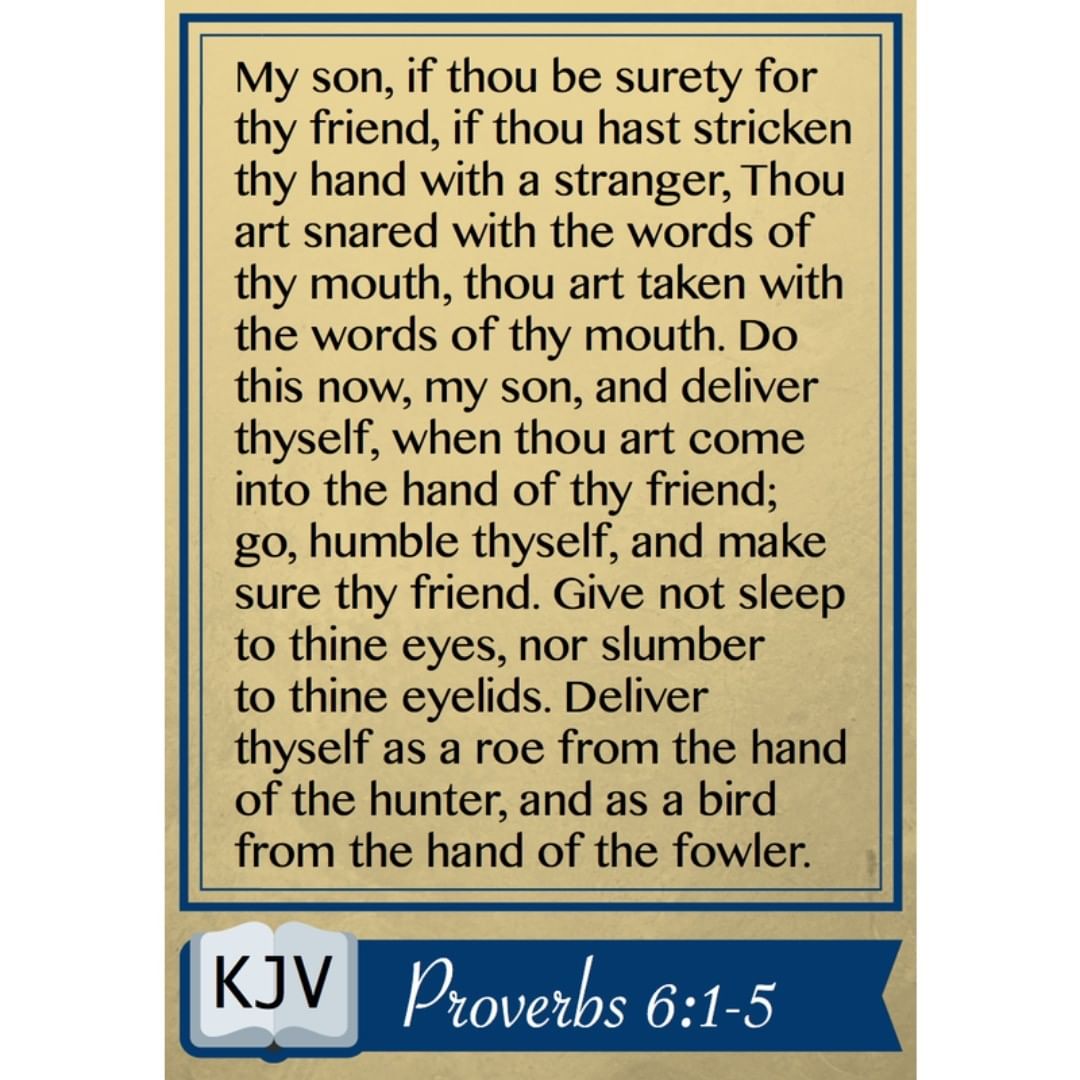 My son, if thou be surety for
thy friend, if thou hast stricken
thy hand with a stranger, Thou
art snared with the words of
thy mouth, thou art taken with
the words of thy mouth. Do
this now, my son, and deliver
thyself, when thou art come
into the hand of thy friend;
go, humble thyself, and make
sure thy friend. Give not sleep
to thine eyes, nor slumber
to thine eyelids. Deliver
thyself as a roe from the hand
of the hunter, and as a bird
from the hand of the fowler.
KJV
Proverbs 6:1-5